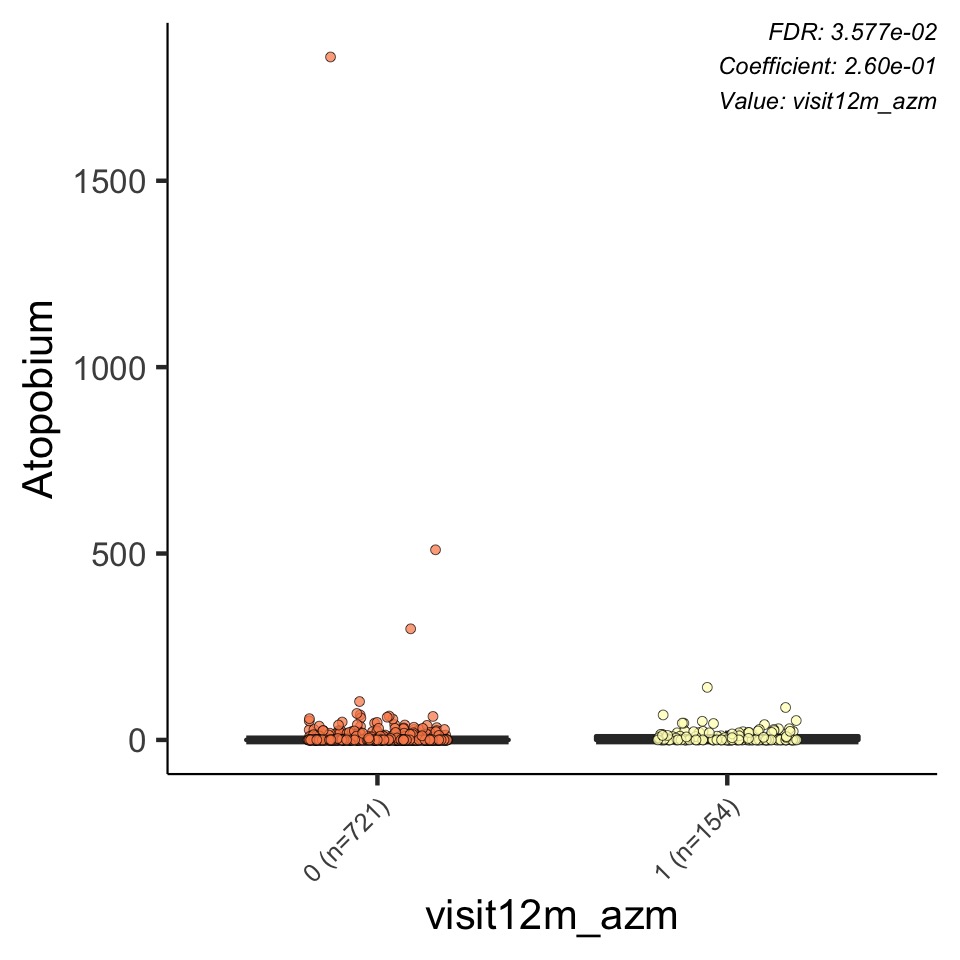 FDR: 3.577e-02
Coefficient: 2.60e-01
Value: visit12m_azm
1500
1000
500
0
Atopobium
0 (n=721)
1 (n=154)
visit12m_azm